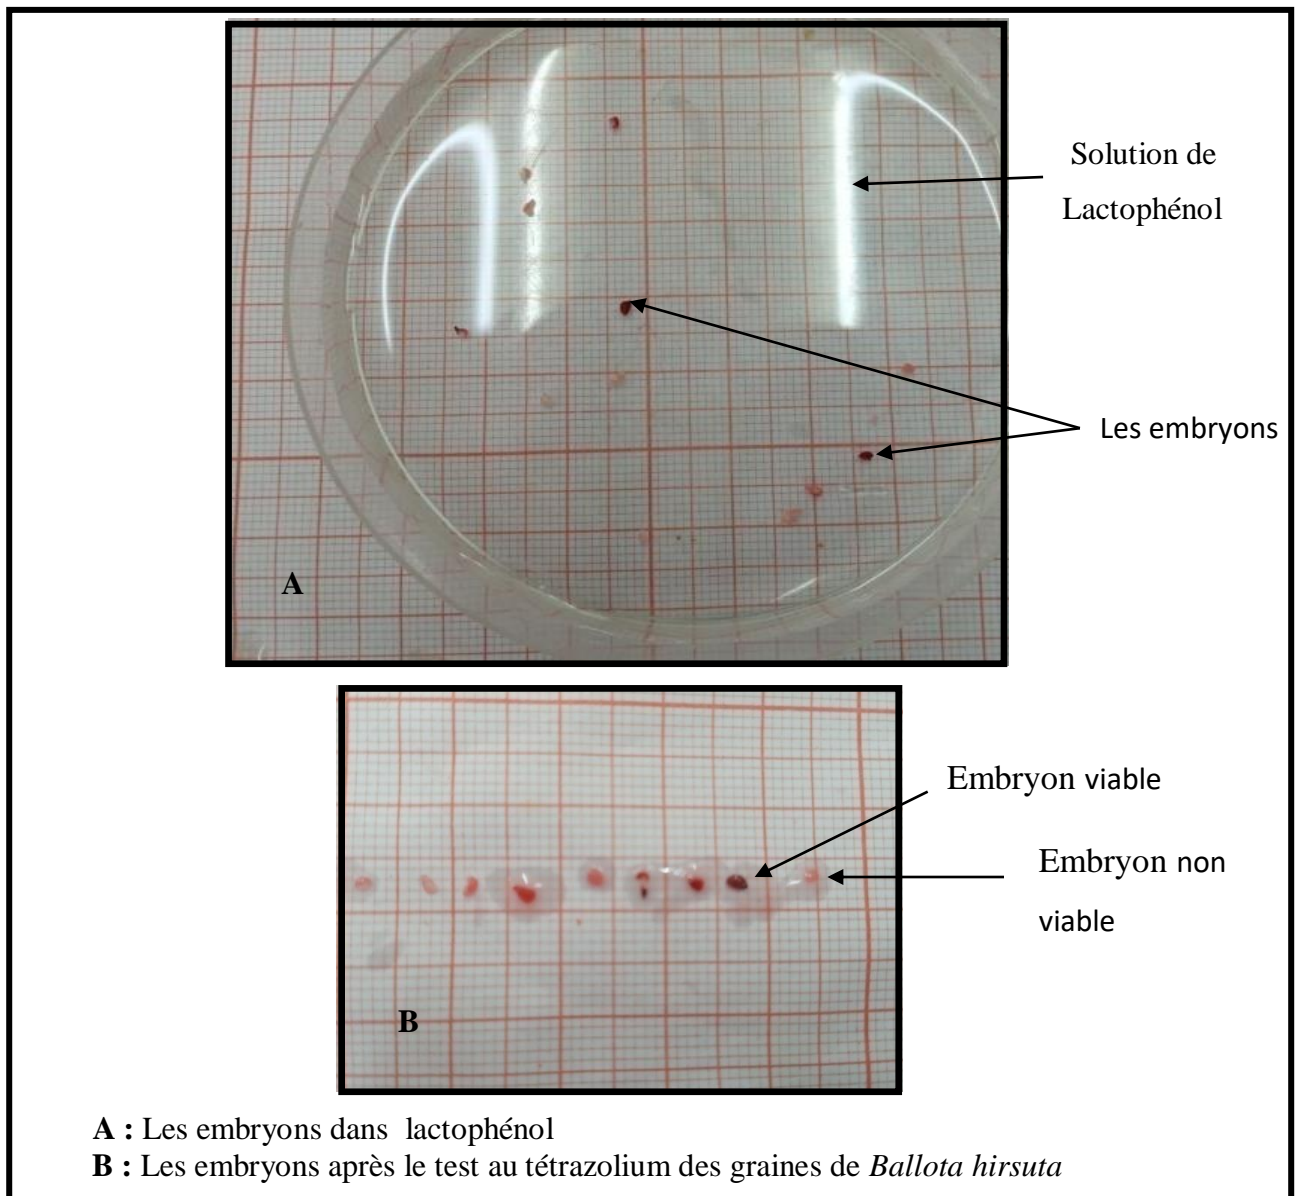 Solution de
Lactophénol
Les embryons
A
Embryon viable
Embryon non
viable
B
A : Les embryons dans lactophénol
B : Les embryons après le test au tétrazolium des graines de Ballota hirsuta